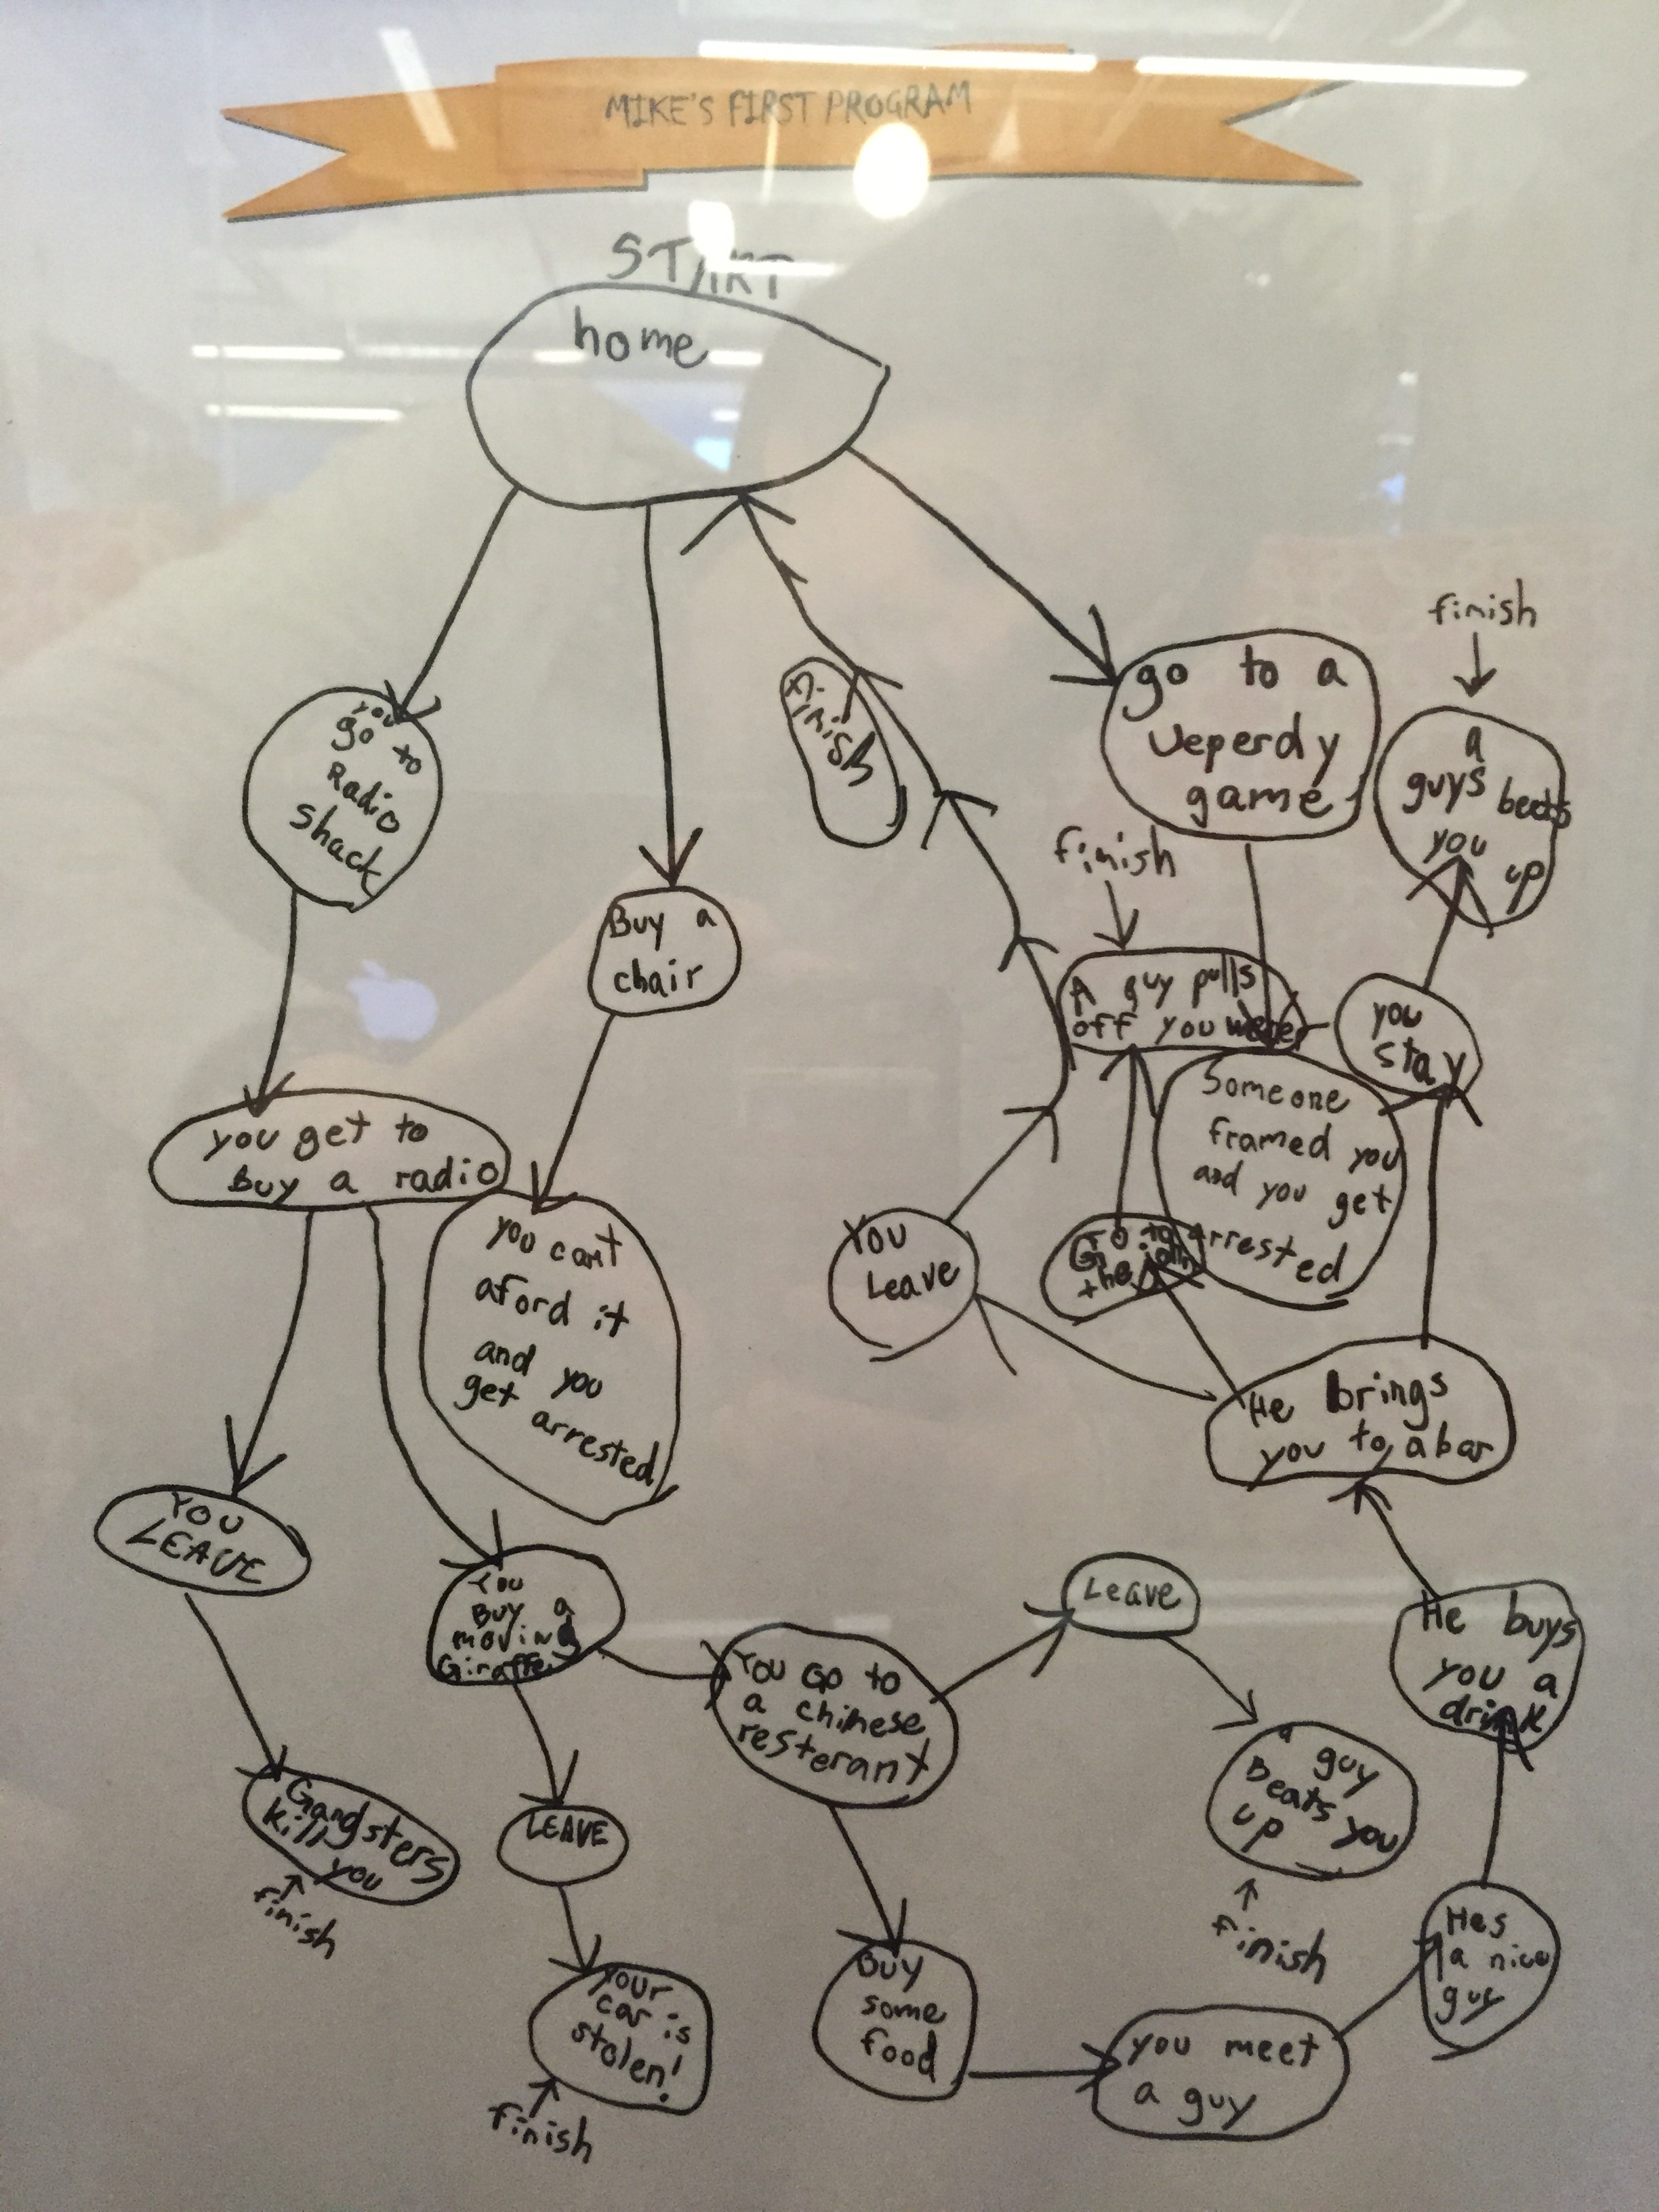 MIKE'S FIRST PROGRAM
START
home
you
go to
Radio
shack
finish
go to a
Ueperdy
game
finish
a
guys beats
you
up
Buy a
chair
finish
A guy pulls
off you
you
stay
you get to
Buy a radio
you cant
aford it
and you
get arrested
Someone
framed you
and you get
arrested
You
Leave
Go to
the
He brings
you to a bar
YOU
LEAVE
You
Buy a
moving
Giraffe
You go to
a chinese
resterant
Leave
He buys
you a
drink
Gangsters
kill
you
finish
LEAVE
a guy
Beats you
up
finish
Your
car is
stolen!
finish
Buy
some
food
you meet
a guy
Hes
a nice
guy